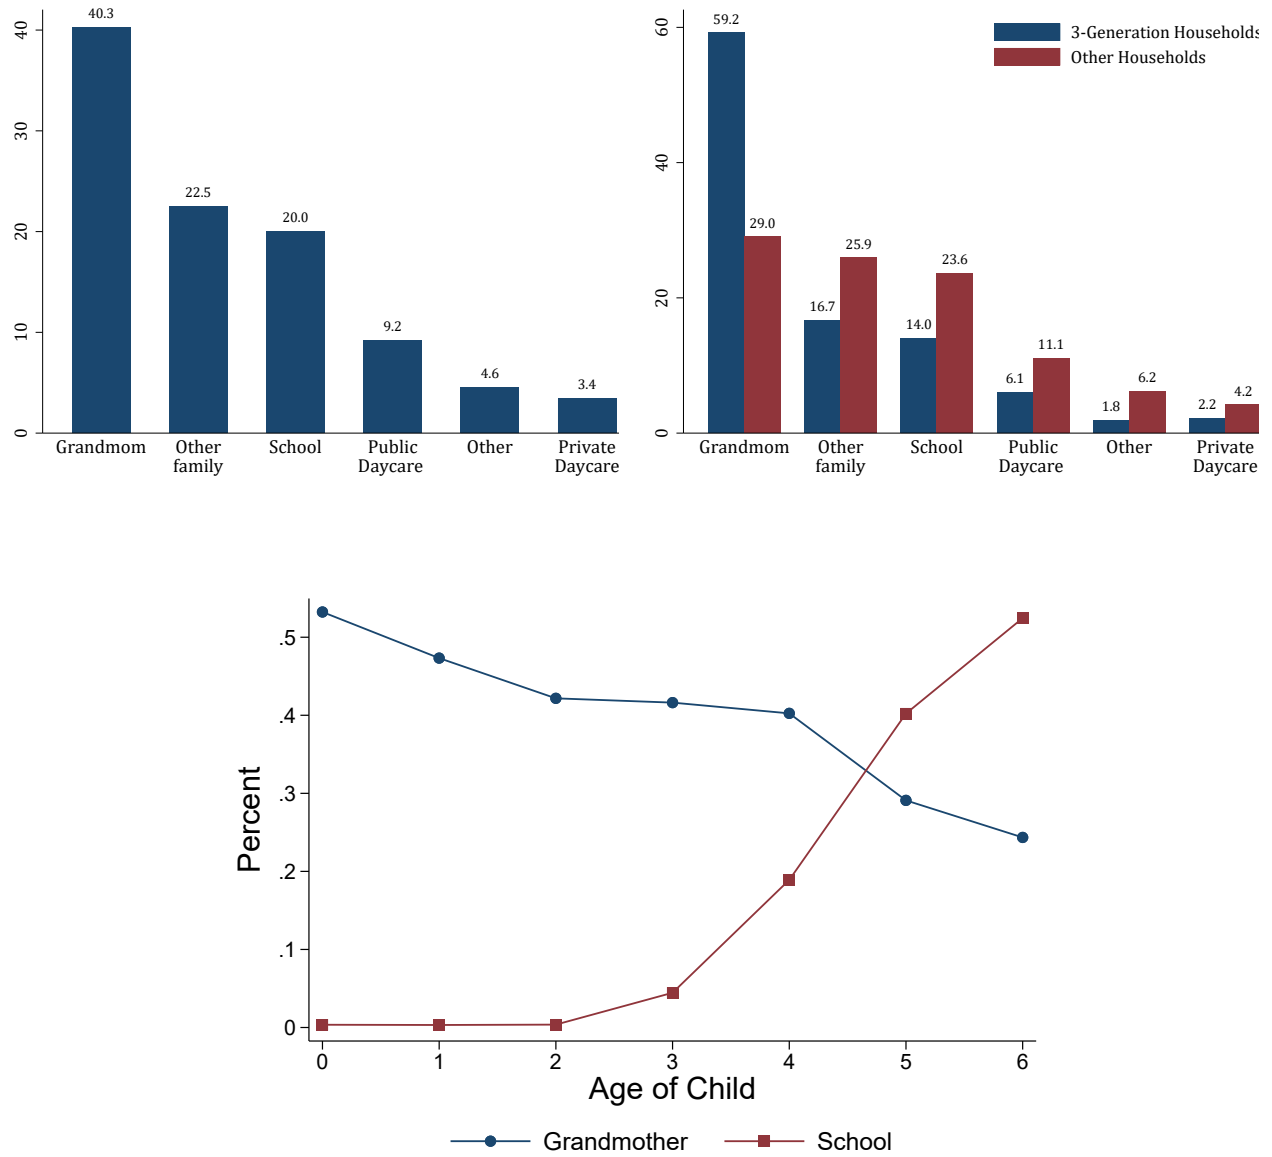 40
30
20
10
0
40.3
22.5
20.0
9.2
4.6
3.4
Grandmom
Other
family
School
Public
Daycare
Other
Private
Daycare
60
40
20
0
3-Generation Households
Other Households
59.2
29.0
16.7
25.9
14.0
23.6
6.1
11.1
1.8
6.2
2.2
4.2
Grandmom
Other
family
School
Public
Daycare
Other
Private
Daycare
Percent
.5
.4
.3
.2
.1
0
0 1 2 3 4 5 6
Age of Child
Grandmother School